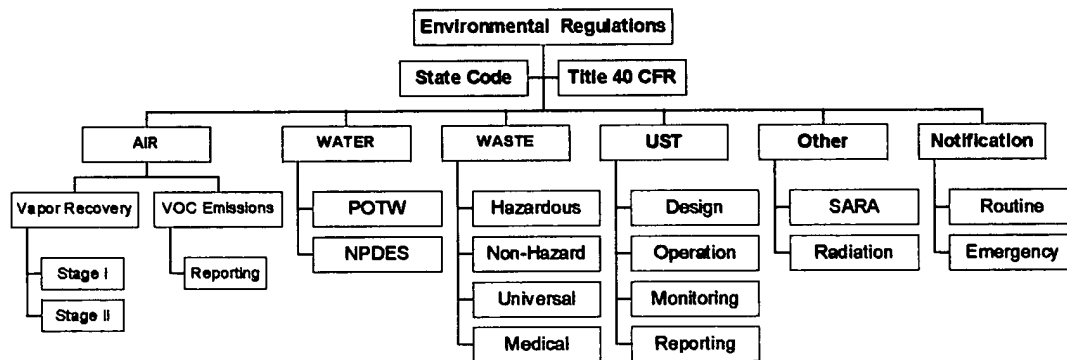 Environmental Regulations
State Code
Title 40 CFR
AIR
WATER
WASTE
UST
Other
Notification
Vapor Recovery
VOC Emissions
POTW
Hazardous
Design
SARA
Routine
NPDES
Non-Hazard
Operation
Radiation
Emergency
Stage I
Reporting
Universal
Monitoring
Stage II
Medical
Reporting